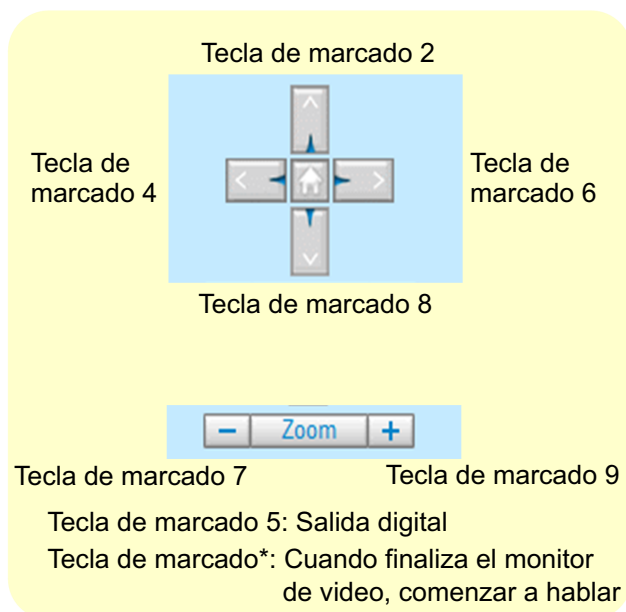 Tecla de marcado 2
Tecla de
marcado 4
Tecla de
marcado 6
Tecla de marcado 8
Zoom
Tecla de marcado 7
Tecla de marcado 9
Tecla de marcado 5: Salida digital
Tecla de marcado*: Cuando finaliza el monitor
de video, comenzar a hablar